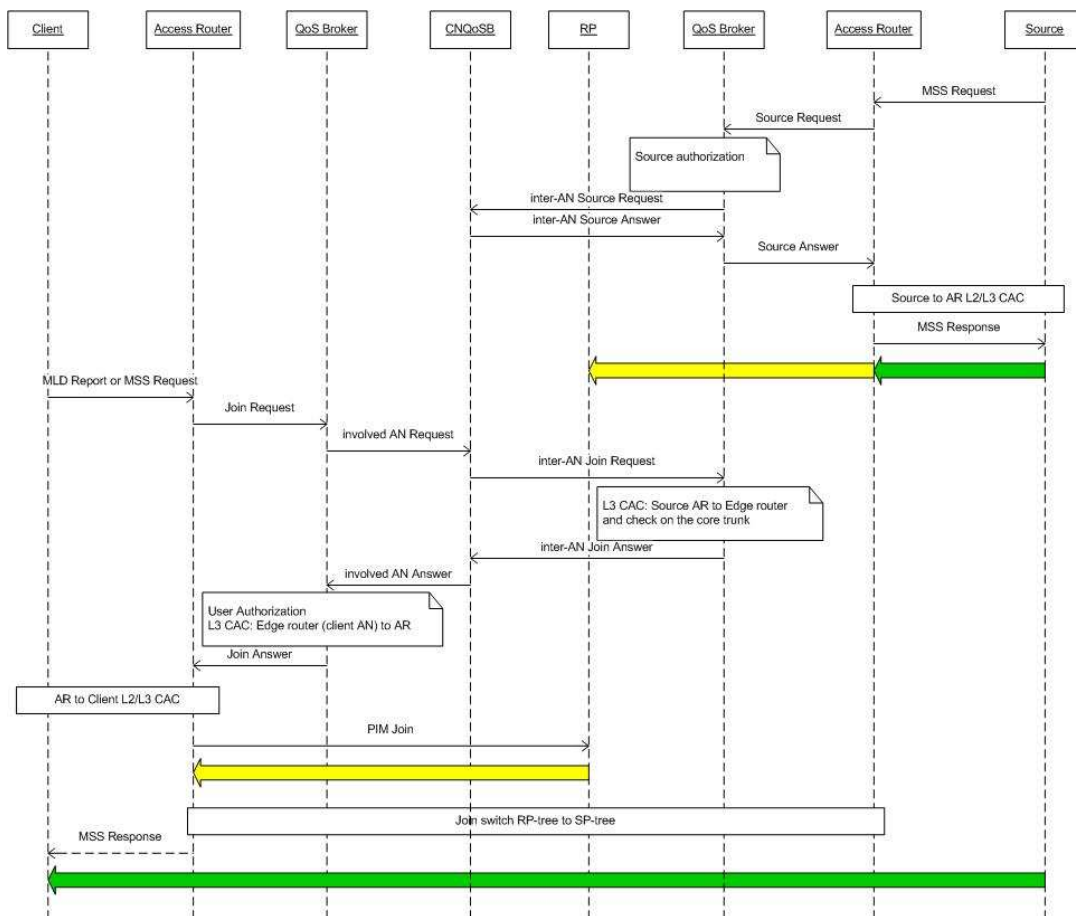 Client
Access Router
QoS Broker
CNQoSB
RP
QoS Broker
Access Router
Source
MSS Request
Source Request
Source authorization
inter-AN Source Request
inter-AN Source Answer
Source Answer
Source to AR L2/L3 CAC
MSS Response
MLD Report or MSS Request
Join Request
involved AN Request
inter-AN Join Request
L3 CAC: Source AR to Edge router
and check on the core trunk
inter-AN Join Answer
involved AN Answer
User Authorization
L3 CAC: Edge router (client AN) to AR
Join Answer
AR to Client L2/L3 CAC
PIM Join
Join switch RP-tree to SP-tree
MSS Response